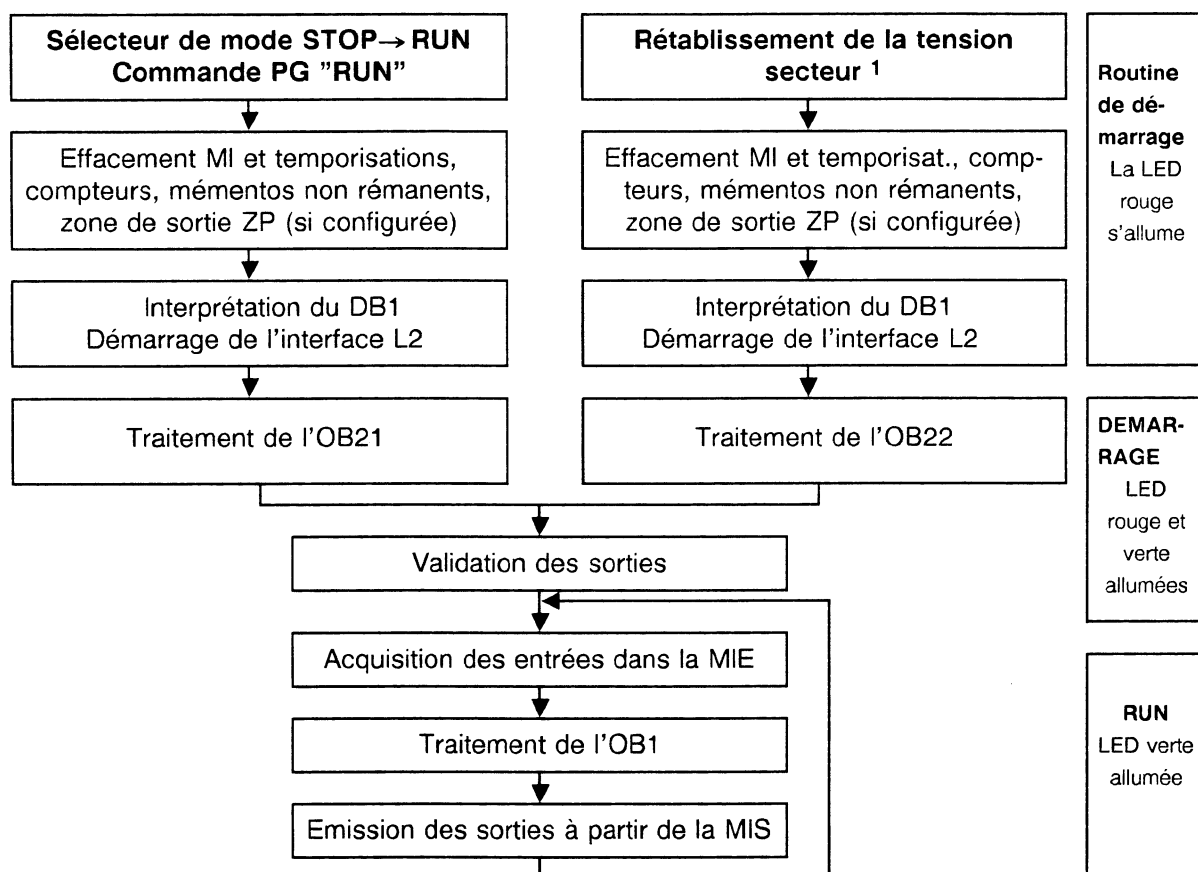 Sélecteur de mode STOP→ RUN
Commande PG "RUN"
Rétablissement de la tension
secteur 1
Effacement MI et temporisations,
compteurs, mémentos non rémanents,
zone de sortie ZP (si configurée)
Effacement MI et temporisat., comp-
teurs, mémentos non rémanents,
zone de sortie ZP (si configurée)
Interprétation du DB1
Démarrage de l'interface L2
Interprétation du DB1
Démarrage de l'interface L2
Traitement de l'OB21
Traitement de l'OB22
Validation des sorties
Acquisition des entrées dans la MIE
Traitement de l'OB1
Emission des sorties à partir de la MIS
Routine
de dé-
marrage
La LED
rouge
s'allume
DEMAR-
RAGE
LED
rouge et
verte
allumées
RUN
LED verte
allumée